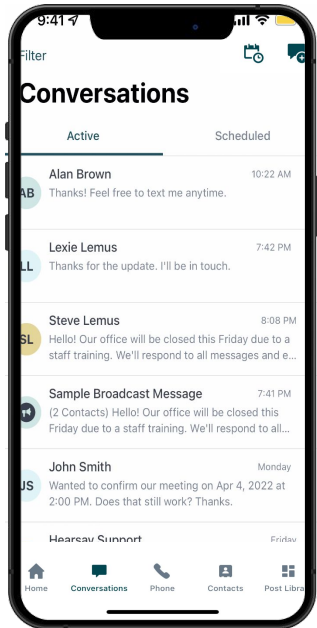 9:41
Filter
Conversations
Active
Scheduled
Alan Brown
10:22 AM
AB
Thanks! Feel free to text me anytime.
Lexie Lemus
7:42 PM
LL
Thanks for the update. I'll be in touch.
Steve Lemus
8:08 PM
SL
Hello! Our office will be closed this Friday due to a
staff training. We'll respond to all messages and e...
Sample Broadcast Message
7:41 PM
(2 Contacts) Hello! Our office will be closed this
Friday due to a staff training. We'll respond to all...
John Smith
Monday
JS
Wanted to confirm our meeting on Apr 4, 2022 at
2:00 PM. Does that still work? Thanks.
Hearsay Support
Friday
Home
Conversations
Phone
Contacts
Post Libra